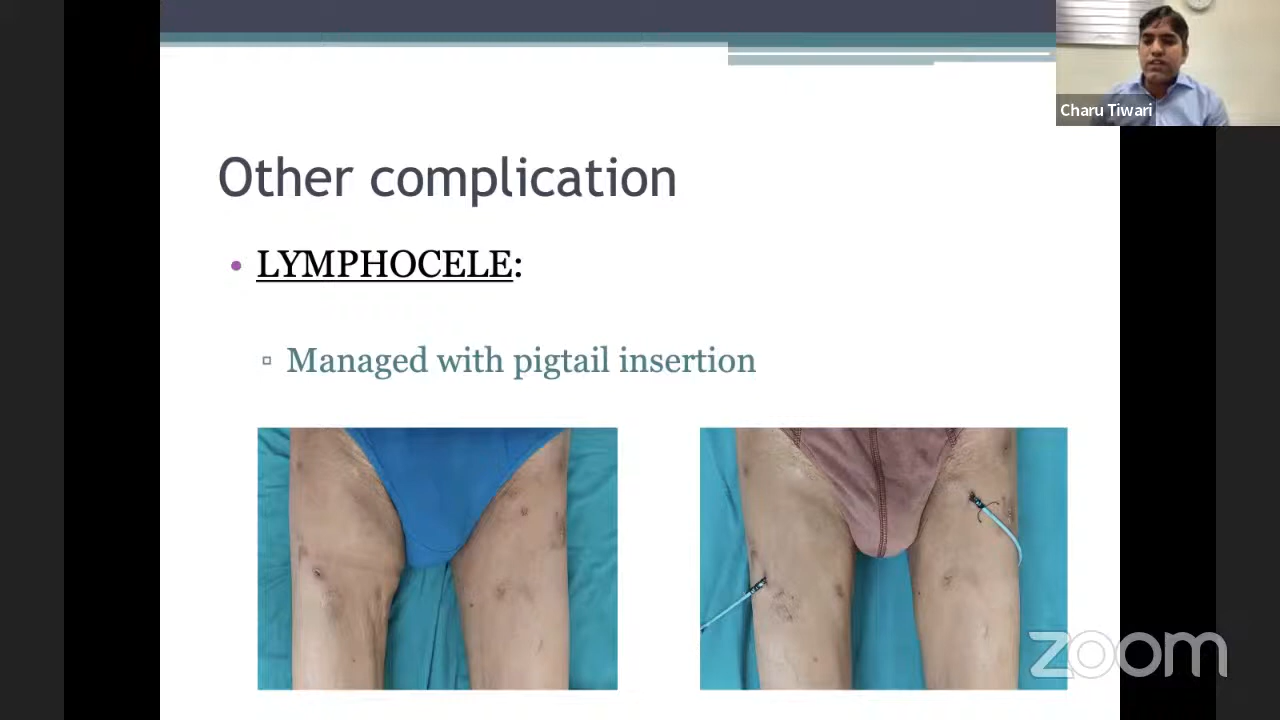 Charu Tiwari
Other complication
LYMPHOCELE:
Managed with pigtail insertion
zoom